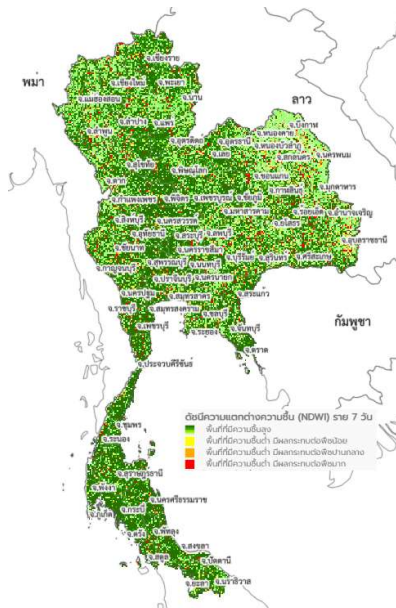 พม่า
ลาว
กัมพูชา
จ.เชียงราย
จ.เชียงใหม่
จ.พะเยา
จ.แม่ฮ่องสอน
จ.น่าน
จ.ลำปาง
จ.แพร่
จ.ลำพูน
จ.อุตรดิตถ์
จ.บึงกาฬ
จ.หนองคาย
จ.อุดรธานี
จ.หนองบัวลำภู
จ.เลย
จ.สกลนคร
จ.นครพนม
จ.สุโขทัย
จ.พิษณุโลก
จ.ขอนแก่น
จ.กาฬสินธุ์
จ.มุกดาหาร
จ.ตาก
จ.กำแพงเพชร
จ.พิจิตร
จ.เพชรบูรณ์
จ.ชัยภูมิ
จ.มหาสารคาม
จ.ร้อยเอ็ด
จ.อำนาจเจริญ
จ.ยโสธร
จ.สิงห์บุรี
จ.นครสวรรค์
จ.อุทัยธานี
จ.สระบุรี
จ.ลพบุรี
จ.อุบลราชธานี
จ.ชัยนาท
จ.นครราชสีมา
จ.บุรีรัมย์
จ.สุรินทร์
จ.ศรีสะเกษ
จ.สุพรรณบุรี
จ.นนทบุรี
จ.กาญจนบุรี
จ.ปราจีนบุรี
จ.นครนายก
จ.นครปฐม
จ.สมุทรสาคร
จ.สระแก้ว
จ.ราชบุรี
จ.สมุทรสงคราม
จ.ชลบุรี
จ.เพชรบุรี
จ.ระยอง
จ.จันทบุรี
จ.ตราด
จ.ประจวบคีรีขันธ์
ดัชนีความแตกต่างความชื้น (NDWI) ราย 7 วัน
พื้นที่ที่มีความชื้นสูง
พื้นที่ที่มีความชื้นต่ำ มีผลกระทบต่อพืชน้อย
พื้นที่ที่มีความชื้นต่ำ มีผลกระทบต่อพืชปานกลาง
พื้นที่ที่มีความชื้นต่ำ มีผลกระทบต่อพืชมาก
จ.ชุมพร
จ.ระนอง
จ.สุราษฎร์ธานี
จ.พังงา
จ.นครศรีธรรมราช
จ.กระบี่
จ.ภูเก็ต
จ.ตรัง
จ.พัทลุง
จ.สงขลา
จ.สตูล
จ.ปัตตานี
จ.ยะลา
จ.นราธิวาส